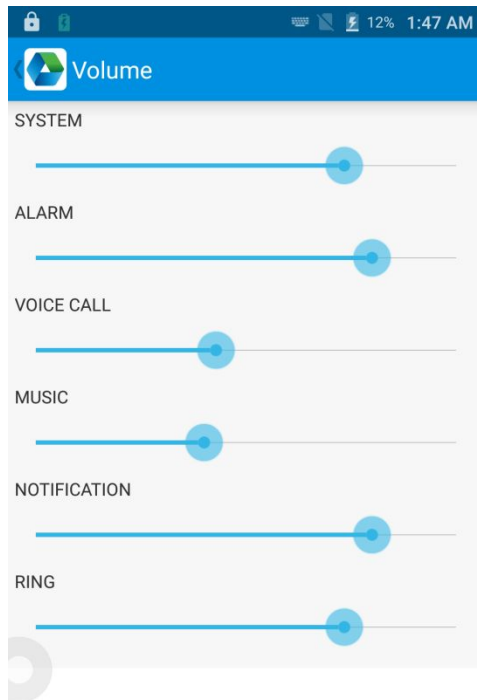 12% 1:47 AM
Volume
SYSTEM
ALARM
VOICE CALL
MUSIC
NOTIFICATION
RING